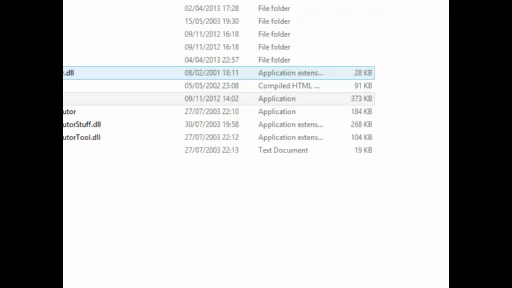 02/04/2013 17:28 File folder
15/05/2003 19:30 File folder
09/11/2012 16:18 File folder
09/11/2012 16:18 File folder
04/04/2013 22:57 File folder
.dll 08/02/2001 18:11 Application extens... 28 KB
05/05/2002 23:08 Compiled HTML ... 91 KB
09/11/2012 14:02 Application 373 KB
utor 27/07/2003 22:10 Application 184 KB
utorStuff.dll 30/07/2003 19:58 Application extens... 268 KB
utorTool.dll 27/07/2003 22:12 Application extens... 104 KB
27/07/2003 22:13 Text Document 19 KB